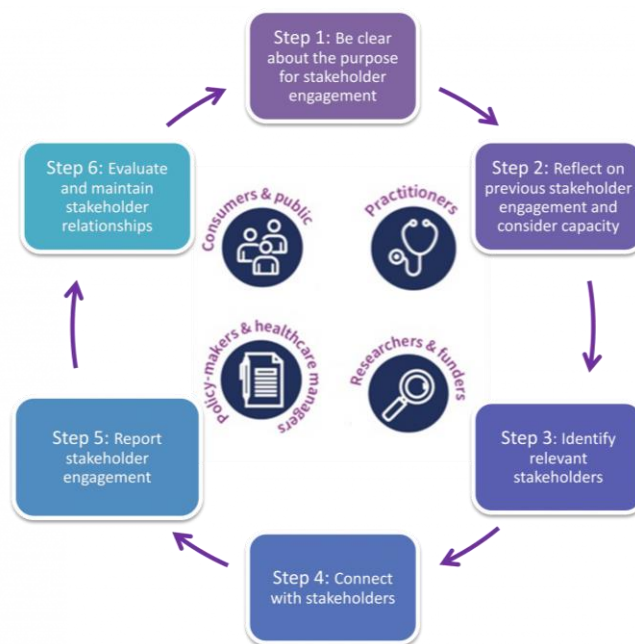 Step 1: Be clear
about the purpose
for stakeholder
engagement
Step 2: Reflect on
previous stakeholder
engagement and
consider capacity
Step 3: Identify
relevant
stakeholders
Step 4: Connect
with stakeholders
Step 5: Report
stakeholder
engagement
Step 6: Evaluate
and maintain
stakeholder
relationships
Consumers & public
Practitioners
Policy-makers & healthcare managers
Researchers & funders